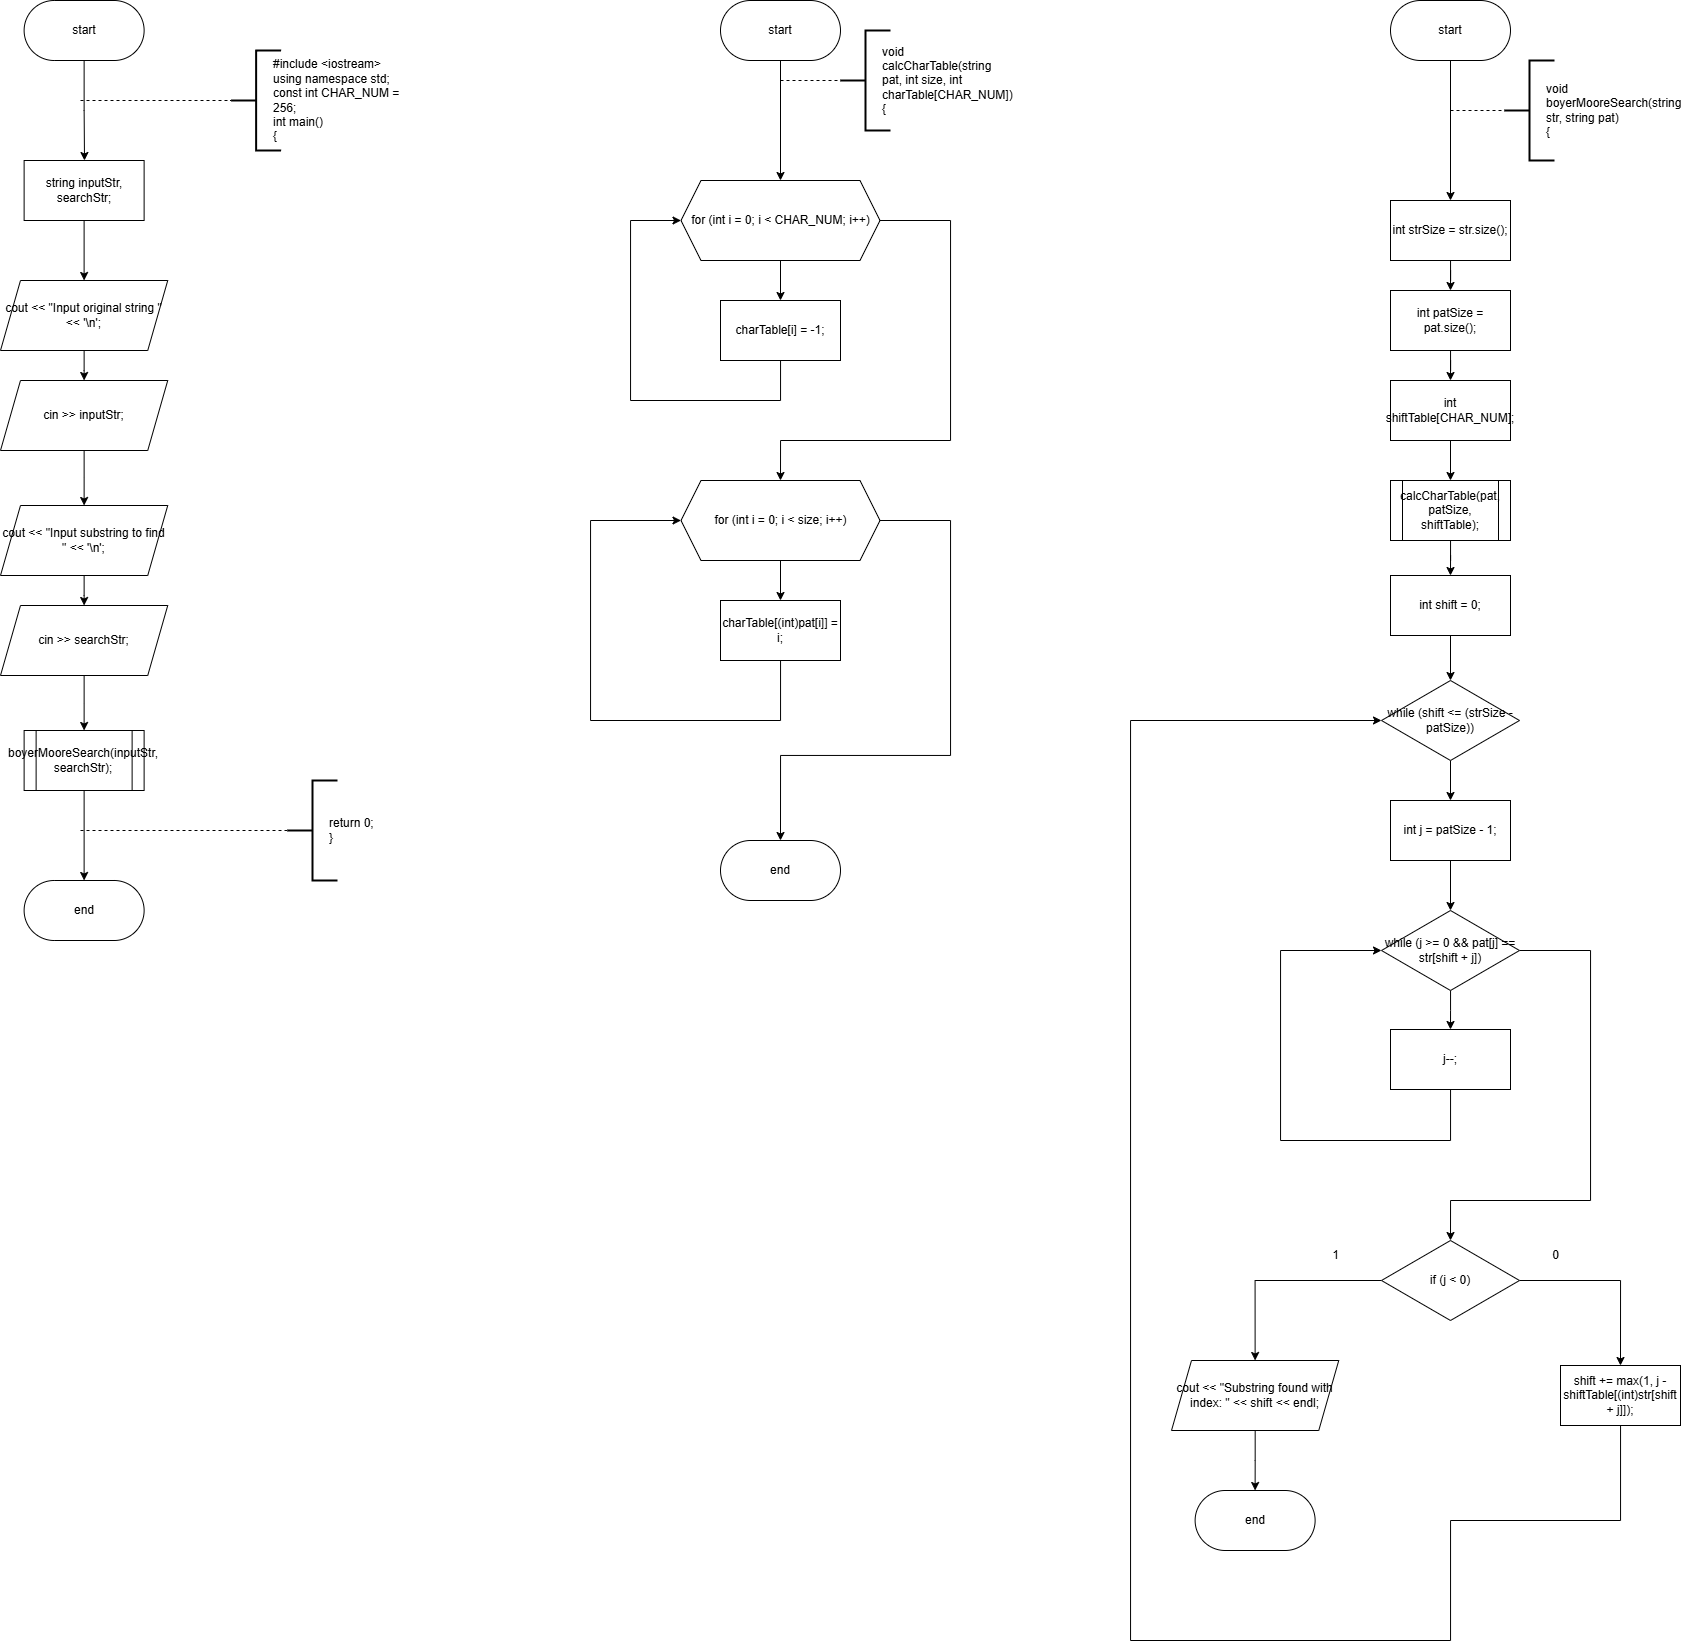 start
#include <iostream>
using namespace std;
const int CHAR_NUM =
256;
int main()
{
string inputStr,
searchStr;
cout << "Input original string "
<< '\n';
cin >> inputStr;
cout << "Input substring to find
" << '\n';
cin >> searchStr;
boyerMooreSearch(inputStr,
searchStr);
return 0;
}
end
start
void
calcCharTable(string
pat, int size, int
charTable[CHAR_NUM])
{
for (int i = 0; i < CHAR_NUM; i++)
charTable[i] = -1;
for (int i = 0; i < size; i++)
charTable[(int)pat[i]] =
i;
end
start
void
boyerMooreSearch(string
str, string pat)
{
int strSize = str.size();
int patSize =
pat.size();
int
shiftTable[CHAR_NUM];
calcCharTable(pat,
patSize,
shiftTable);
int shift = 0;
while (shift <= (strSize -
patSize))
int j = patSize - 1;
while (j >= 0 && pat[j] ==
str[shift + j])
j--;
if (j < 0)
1
0
cout << "Substring found with
index: " << shift << endl;
end
shift += max(1, j -
shiftTable[(int)str[shift
+ j]]);